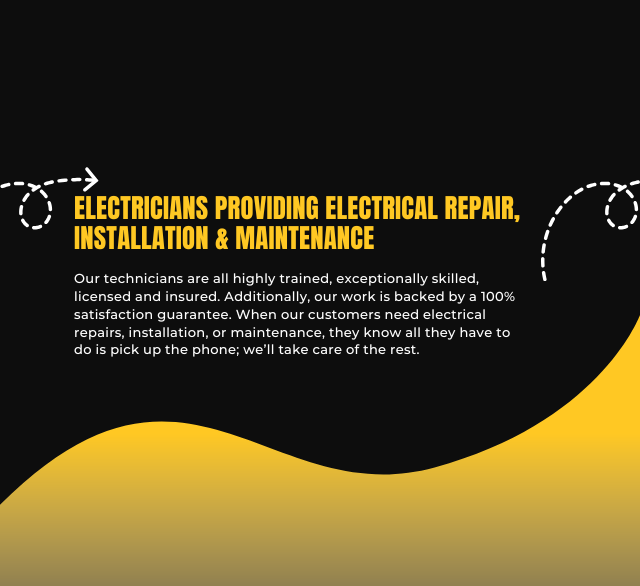 ELECTRICIANS PROVIDING ELECTRICAL REPAIR,
INSTALLATION & MAINTENANCE
Our technicians are all highly trained, exceptionally skilled,
licensed and insured. Additionally, our work is backed by a 100%
satisfaction guarantee. When our customers need electrical
repairs, installation, or maintenance, they know all they have to
do is pick up the phone; we’ll take care of the rest.